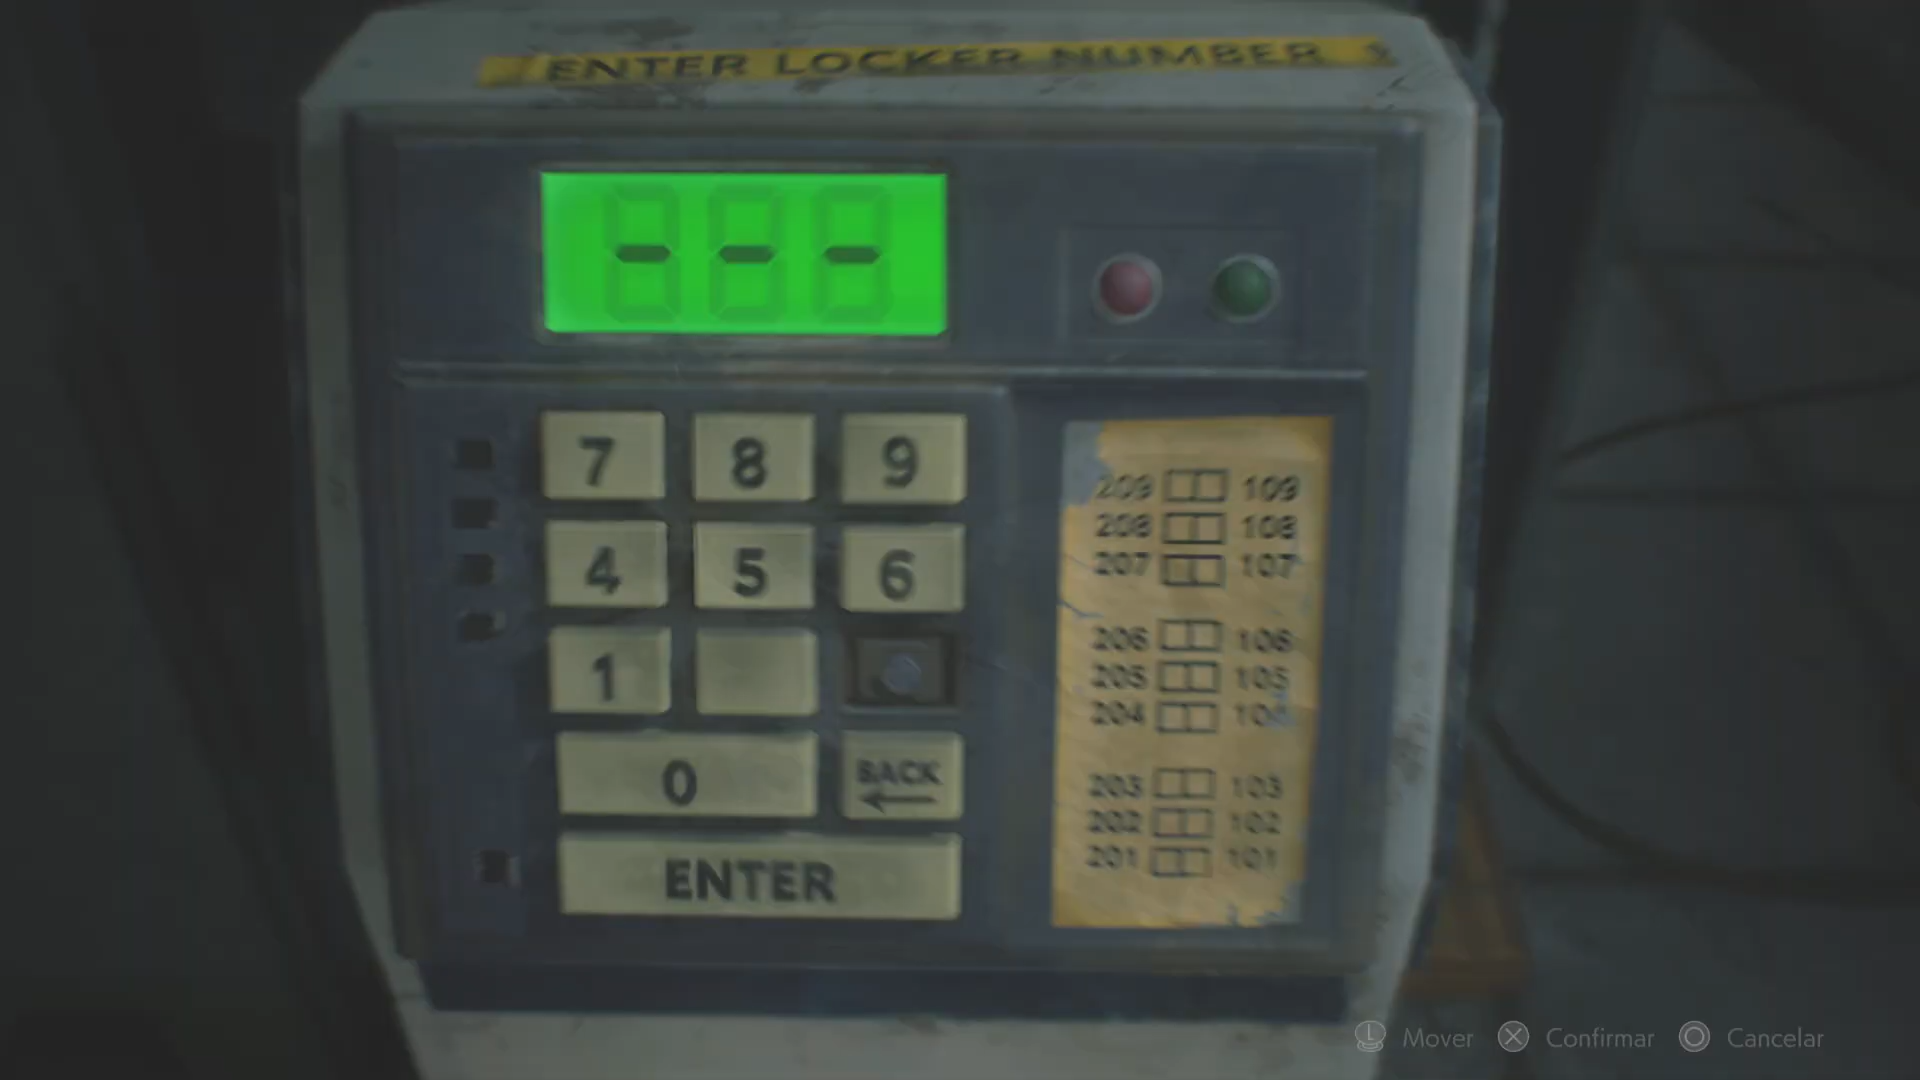 ENTER LOCKER NUMBER
---
7 8 9
4 5 6
1
0 BACK
ENTER
209 109
208 108
207 107
206 106
205 105
204
203 103
202 102
201 101
L Mover Confirmar Cancelar